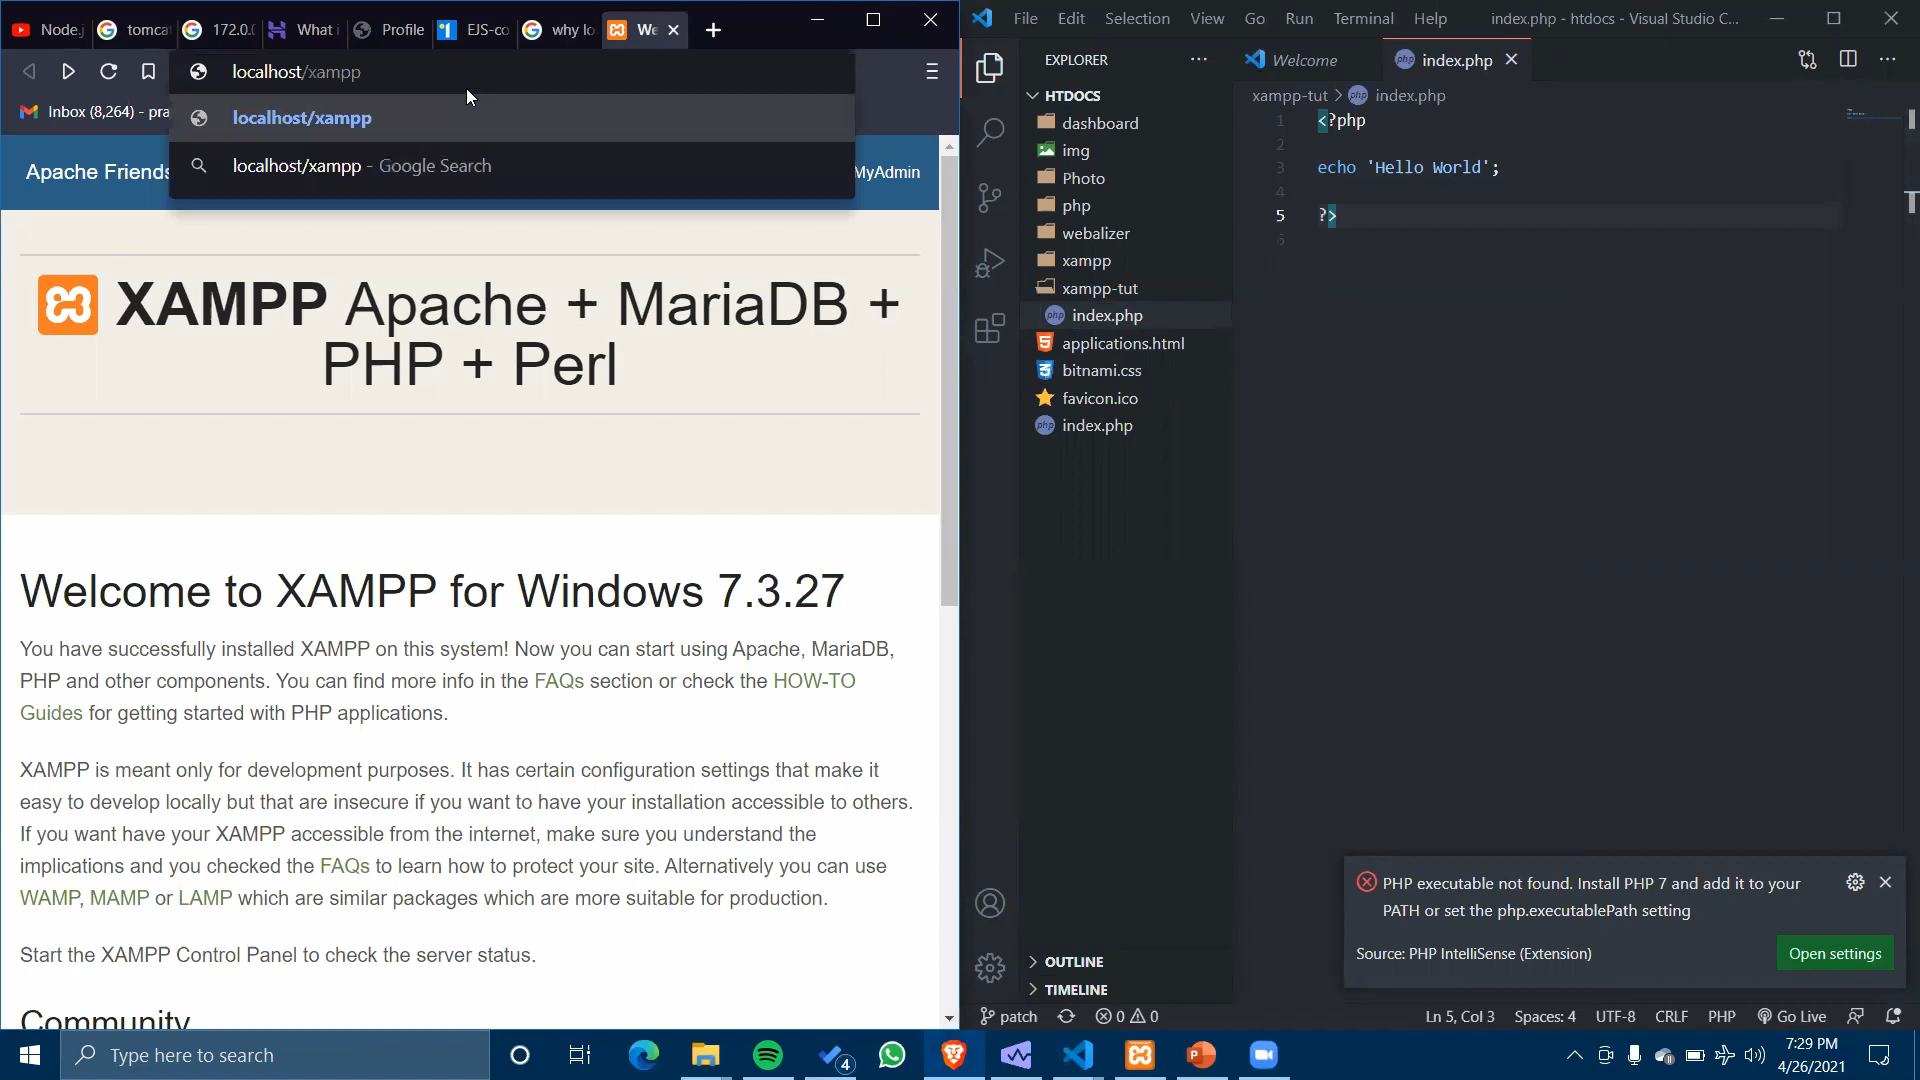 Node.j
tomca
172.0.
What i
Profile
EJS-co
why lo
We
localhost/xampp
localhost/xampp
localhost/xampp - Google Search
Inbox (8,264) - pra
Apache Friends
MyAdmin
XAMPP Apache + MariaDB +
PHP + Perl
Welcome to XAMPP for Windows 7.3.27
You have successfully installed XAMPP on this system! Now you can start using Apache, MariaDB,
PHP and other components. You can find more info in the FAQs section or check the HOW-TO
Guides for getting started with PHP applications.
XAMPP is meant only for development purposes. It has certain configuration settings that make it
easy to develop locally but that are insecure if you want to have your installation accessible to others.
If you want have your XAMPP accessible from the internet, make sure you understand the
implications and you checked the FAQs to learn how to protect your site. Alternatively you can use
WAMP, MAMP or LAMP which are similar packages which are more suitable for production.
Start the XAMPP Control Panel to check the server status.
Community
File Edit Selection View Go Run Terminal Help
index.php - htdocs - Visual Studio C...
EXPLORER
HTDOCS
dashboard
img
Photo
php
webalizer
xampp
xampp-tut
php index.php
applications.html
bitnami.css
favicon.ico
php index.php
Welcome
php index.php
xampp-tut > php index.php
1 <?php
2
3 echo 'Hello World';
4
5 ?>
6
PHP executable not found. Install PHP 7 and add it to your
PATH or set the php.executablePath setting
Source: PHP IntelliSense (Extension)
Open settings
OUTLINE
TIMELINE
patch
0 0
Ln 5, Col 3
Spaces: 4
UTF-8
CRLF
PHP
Go Live
Type here to search
4
7:29 PM
4/26/2021